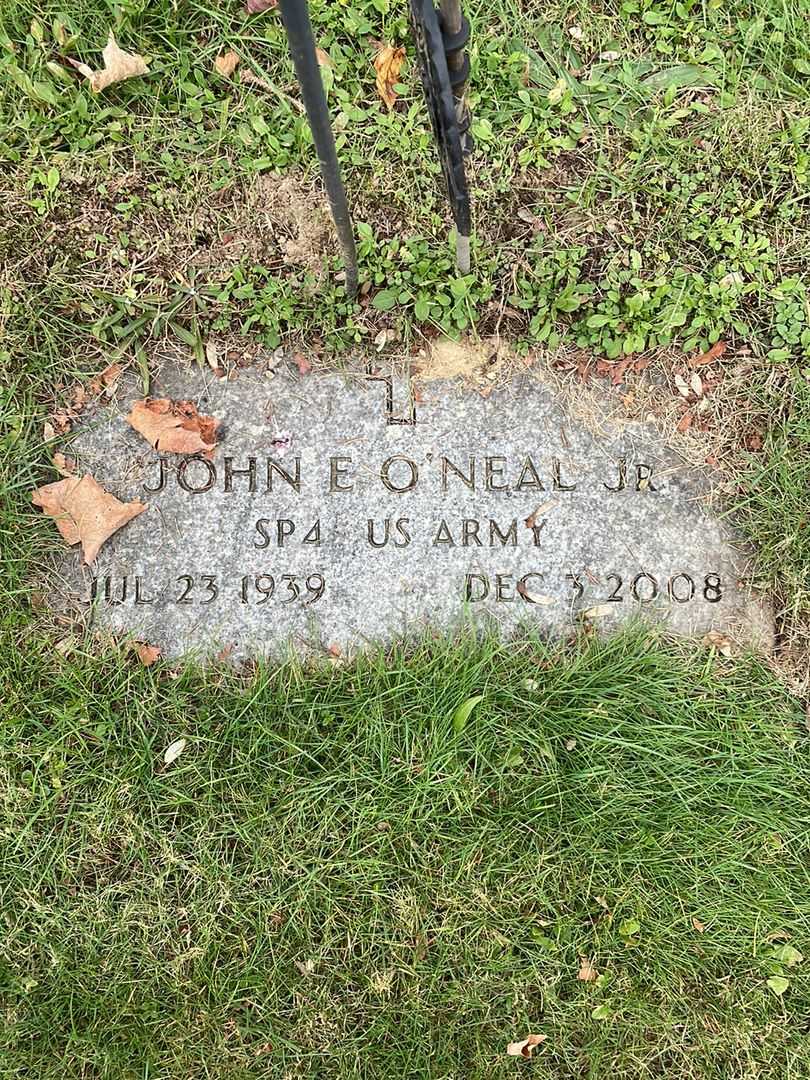 JOHN E O'NEAL JR
SP4 US ARMY
JUL 23 1939 DEC 3 2008